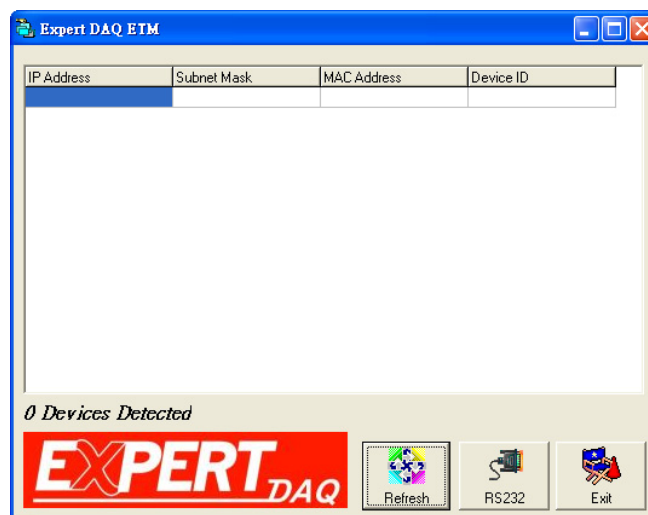 Expert DAQ ETM
IP Address Subnet Mask MAC Address Device ID
0 Devices Detected
EXPERT DAQ
Refresh RS232 Exit